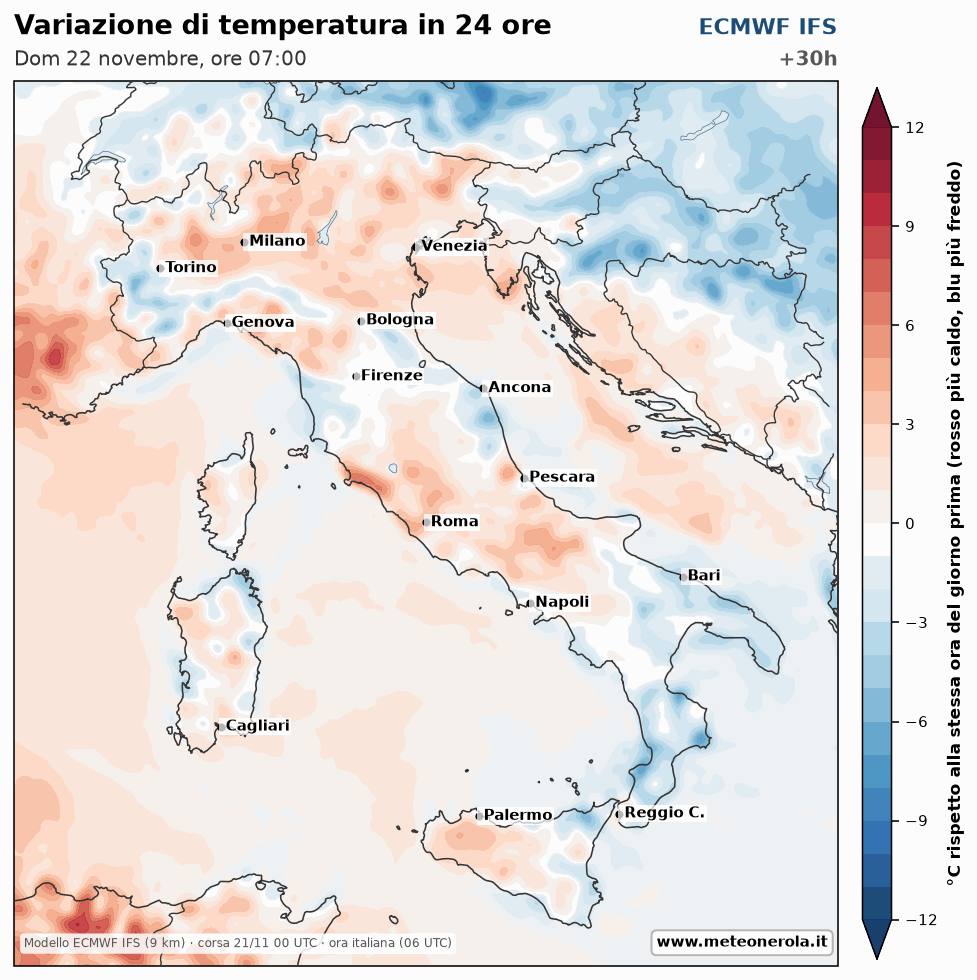 Variazione di temperatura in 24 ore
ECMWF IFS
Dom 22 novembre, ore 07:00
+30h
Milano
Venezia
Torino
Genova
Bologna
Firenze
Ancona
Pescara
Roma
Bari
Napoli
Cagliari
Palermo
Reggio C.
12
9
6
3
0
−3
−6
−9
−12
°C rispetto alla stessa ora del giorno prima (rosso più caldo, blu più freddo)
Modello ECMWF IFS (9 km) · corsa 21/11 00 UTC · ora italiana (06 UTC)
www.meteonerola.it